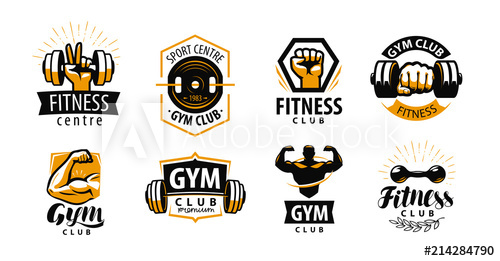 FITNESS
centre
SPORT CENTRE
1983
GYM CLUB
FITNESS
CLUB
GYM CLUB
FITNESS
Gym
CLUB
GYM
CLUB
premium
GYM
CLUB
Fitness
CLUB
Adobe Stock
#214284790